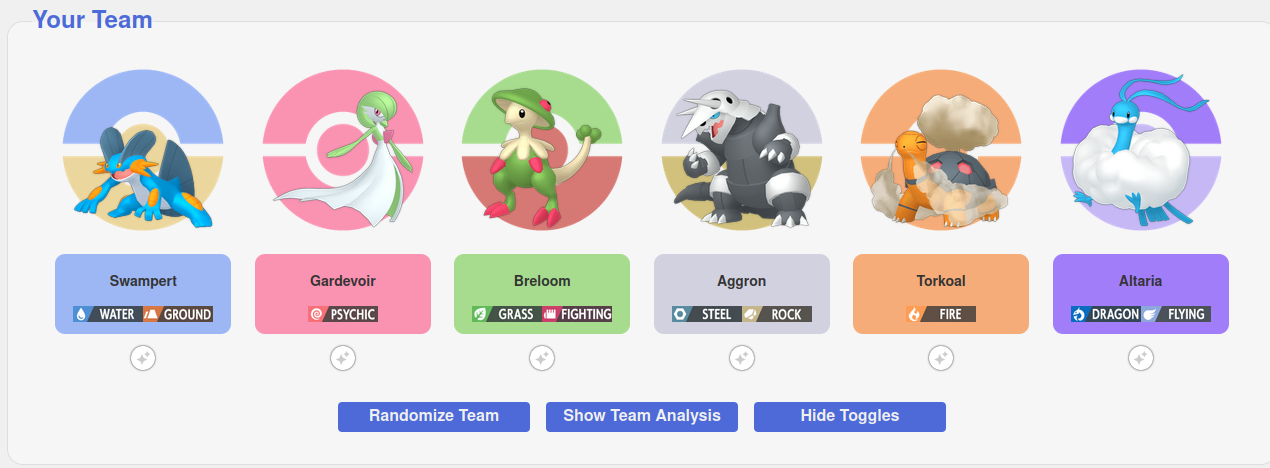 Your Team
Swampert Gardevoir Breloom Aggron Torkoal Altaria
WATER GROUND PSYCHIC GRASS FIGHTING STEEL ROCK FIRE DRAGON FLYING
Randomize Team Show Team Analysis Hide Toggles